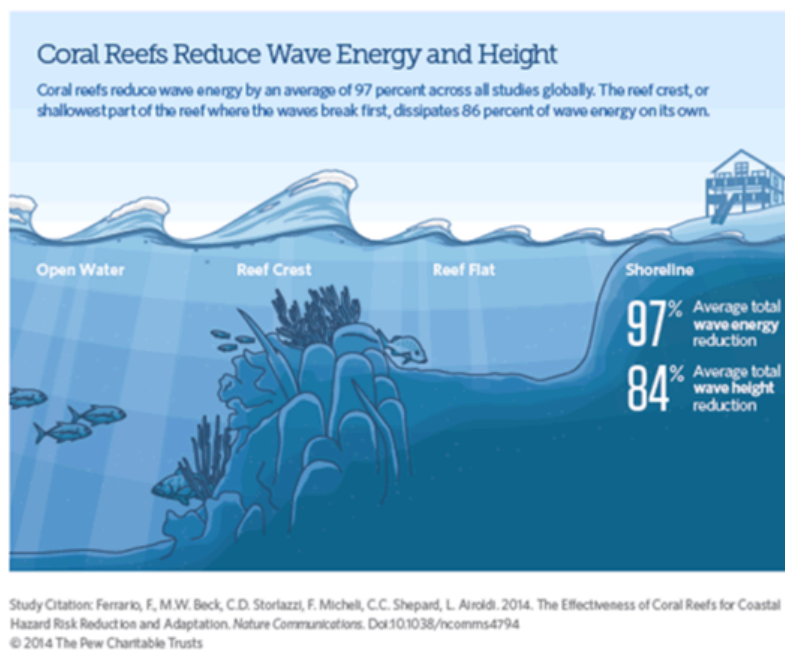 Coral Reefs Reduce Wave Energy and Height
Coral reefs reduce wave energy by an average of 97 percent across all studies globally. The reef crest, or
shallowest part of the reef where the waves break first, dissipates 86 percent of wave energy on its own.
Open Water
Reef Crest
Reef Flat
Shoreline
97% Average total
wave energy
reduction
84% Average total
wave height
reduction
Study Citation: Ferrario, F., M.W. Beck, C.D. Storlazzi, F. Micheli, C.C. Shepard, L. Airoldi. 2014. The Effectiveness of Coral Reefs for Coastal
Hazard Risk Reduction and Adaptation. Nature Communications. Doi:10.1038/ncomms4794
© 2014 The Pew Charitable Trusts